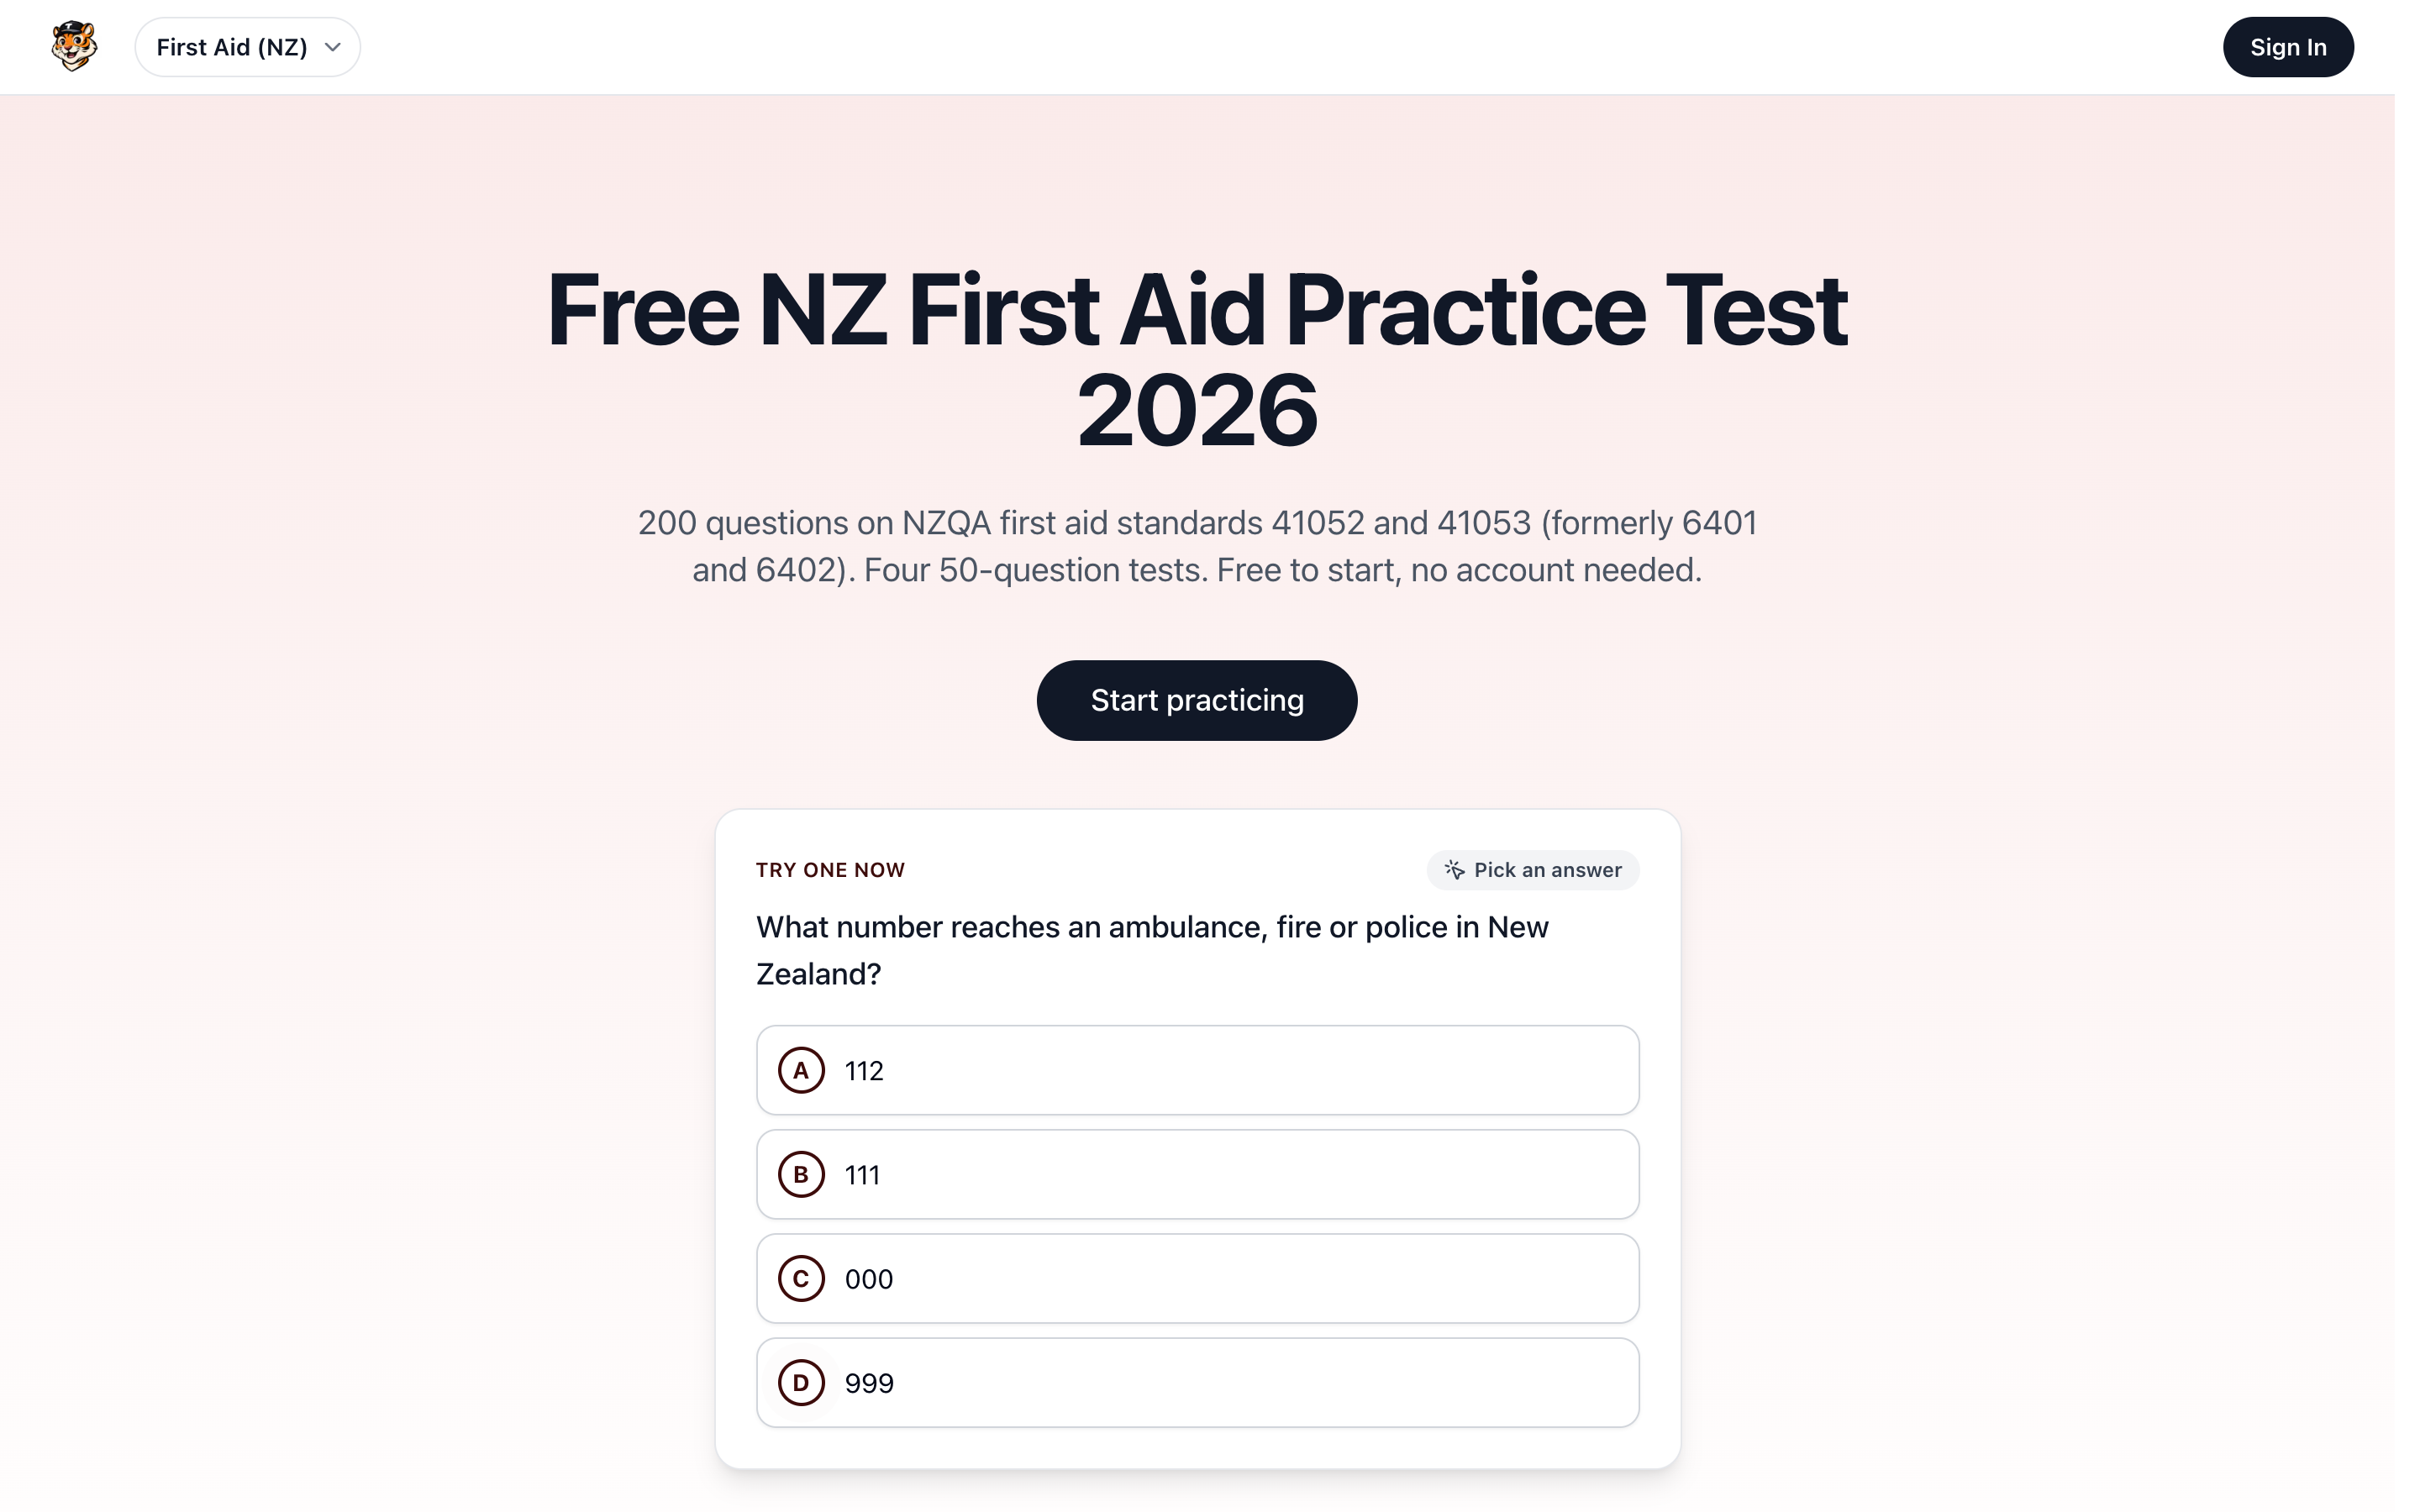 First Aid (NZ)
Sign In
Free NZ First Aid Practice Test
2026
200 questions on NZQA first aid standards 41052 and 41053 (formerly 6401
and 6402). Four 50-question tests. Free to start, no account needed.
Start practicing
TRY ONE NOW
Pick an answer
What number reaches an ambulance, fire or police in New
Zealand?
A 112
B 111
C 000
D 999